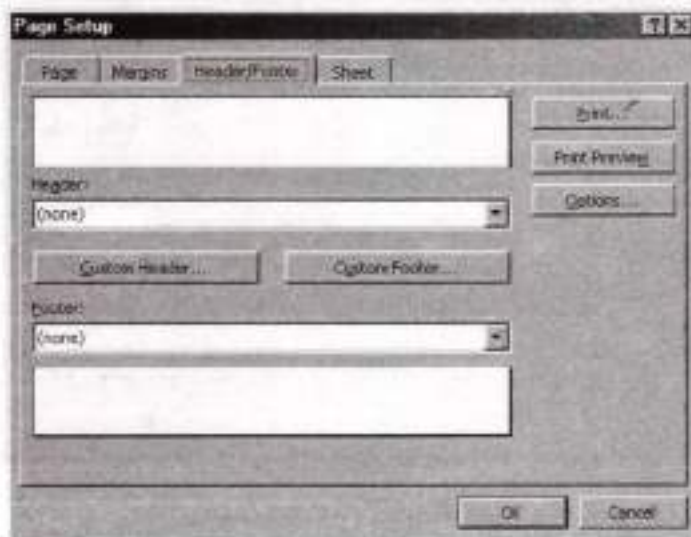 Page Setup
Page Margins Header/Footer Sheet
Print...
Print Preview
Header:
(none)
Options...
Custom Header... Custom Footer...
Footer:
(none)
OK Cancel